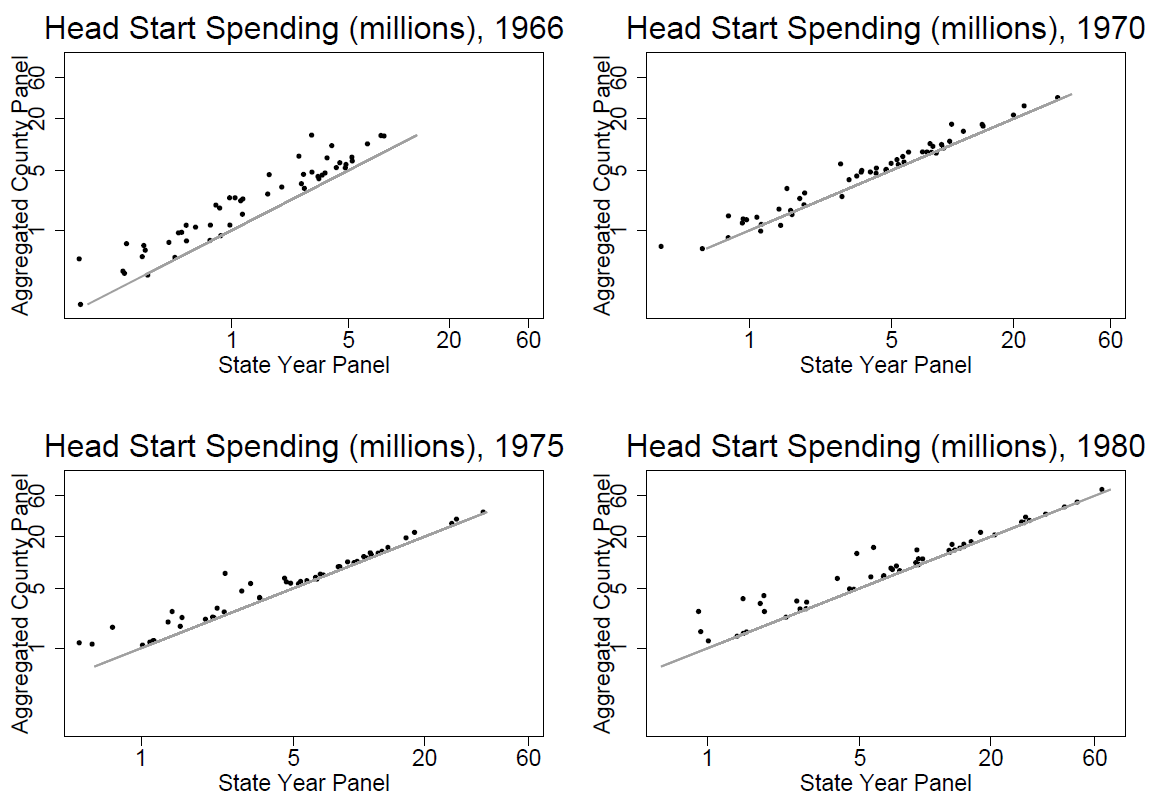 Head Start Spending (millions), 1966
Aggregated County Panel
60
20
5
1
1 5 20 60
State Year Panel
Head Start Spending (millions), 1970
Aggregated County Panel
60
20
5
1
1 5 20 60
State Year Panel
Head Start Spending (millions), 1975
Aggregated County Panel
60
20
5
1
1 5 20 60
State Year Panel
Head Start Spending (millions), 1980
Aggregated County Panel
60
20
5
1
1 5 20 60
State Year Panel